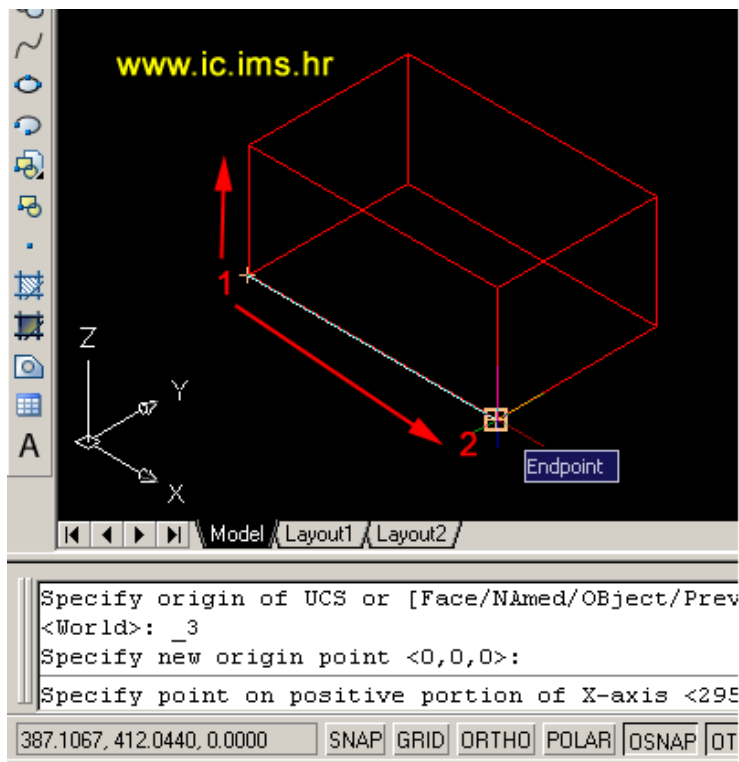 www.ic.ims.hr
1
2
Endpoint
Z
Y
X
A
Model Layout1 Layout2
Specify origin of UCS or [Face/NAmed/OBject/Prev
<World>: _3
Specify new origin point <0,0,0>:
Specify point on positive portion of X-axis <295
387.1067, 412.0440, 0.0000 SNAP GRID ORTHO POLAR OSNAP OT